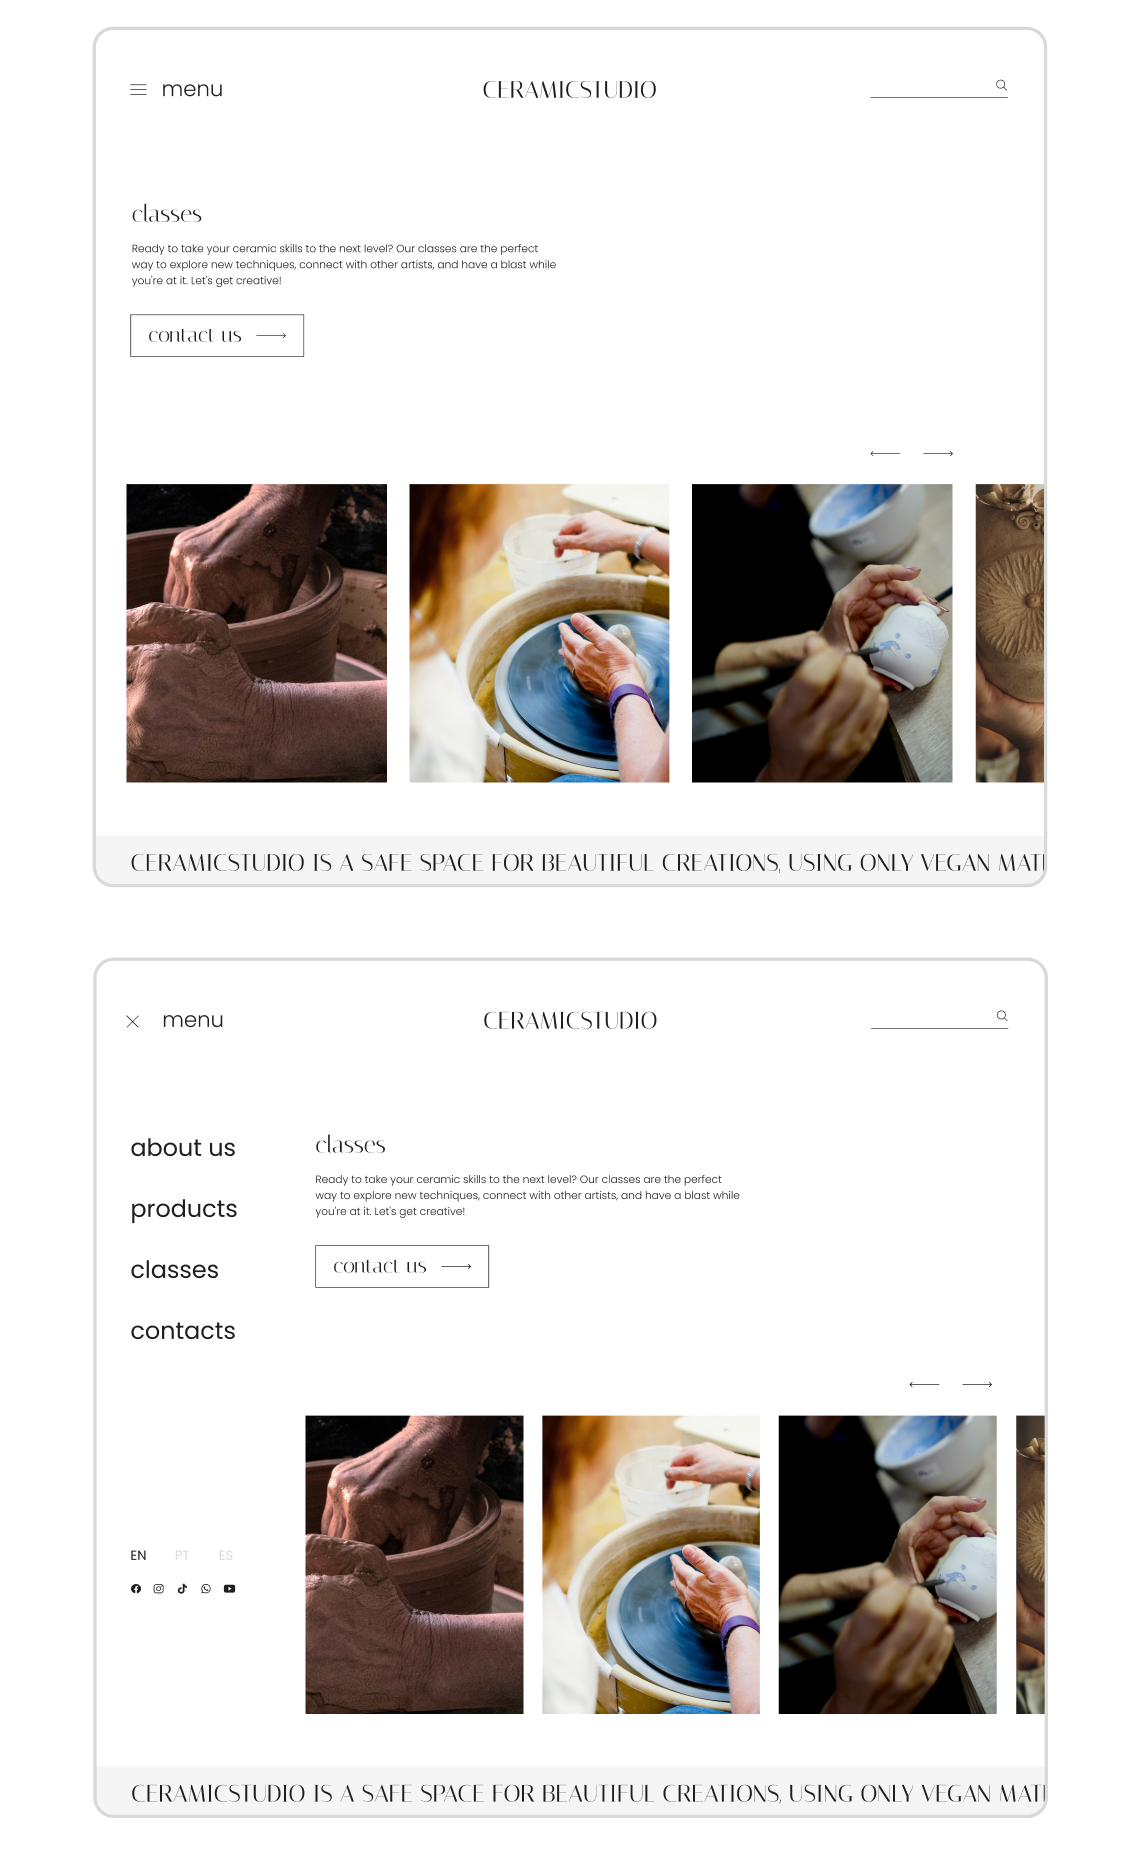 menu
CERAMICSTUDIO
classes
Ready to take your ceramic skills to the next level? Our classes are the perfect
way to explore new techniques, connect with other artists, and have a blast while
you're at it. Let's get creative!
contact us
CERAMICSTUDIO IS A SAFE SPACE FOR BEAUTIFUL CREATIONS, USING ONLY VEGAN
menu
CERAMICSTUDIO
about us
products
classes
contacts
classes
Ready to take your ceramic skills to the next level? Our classes are the perfect
way to explore new techniques, connect with other artists, and have a blast while
you're at it. Let's get creative!
contact us
EN PT ES
CERAMICSTUDIO IS A SAFE SPACE FOR BEAUTIFUL CREATIONS, USING ONLY VEGAN